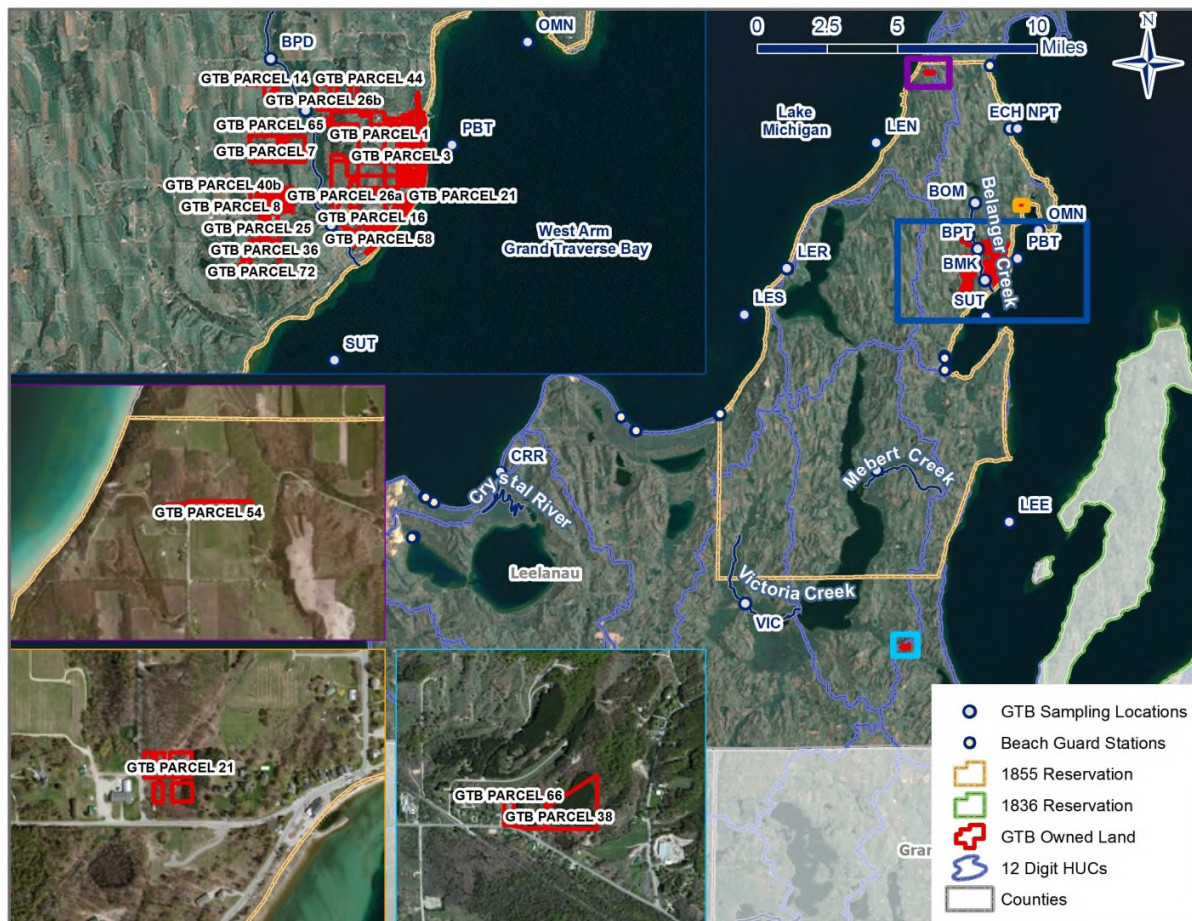 BPD
OMN
GTB PARCEL 14
GTB PARCEL 44
GTB PARCEL 26b
GTB PARCEL 65
GTB PARCEL 1
PBT
GTB PARCEL 7
GTB PARCEL 3
GTB PARCEL 40b
GTB PARCEL 26a
GTB PARCEL 21
GTB PARCEL 8
GTB PARCEL 16
GTB PARCEL 25
GTB PARCEL 58
GTB PARCEL 36
GTB PARCEL 72
West Arm
Grand Traverse Bay
SUT
0 2.5 5 10
Miles
N
Lake
Michigan
LEN
ECH NPT
BOM
Belanger Creek
OMN
BPT
PBT
BMK
LER
SUT
LES
CRR
Crystal River
Mebert Creek
LEE
Leelanau
Victoria Creek
VIC
GTB PARCEL 54
GTB PARCEL 21
GTB PARCEL 66
GTB PARCEL 38
Gran
GTB Sampling Locations
Beach Guard Stations
1855 Reservation
1836 Reservation
GTB Owned Land
12 Digit HUCs
Counties